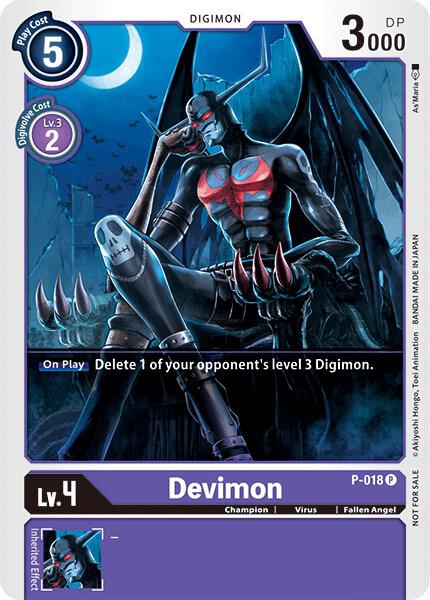 Play Cost
5
DIGIMON
DP
3000
Digivolve Cost
Lv.3
2
As'Maria
On Play Delete 1 of your opponent's level 3 Digimon.
© Akiyoshi Hongo, Toei Animation BANDAI MADE IN JAPAN
NOT FOR SALE
Lv.4
Devimon
P-018 P
Champion | Virus | Fallen Angel
Inherited Effect
–